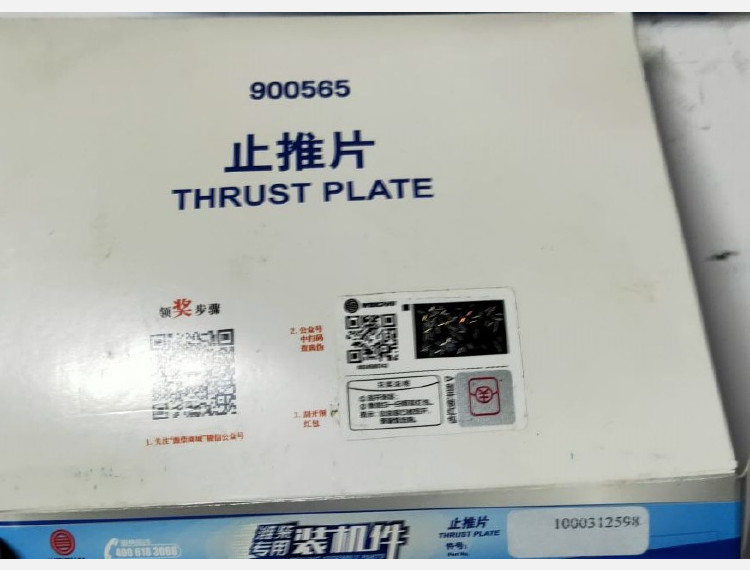 900565
止推片
THRUST PLATE
领奖步骤
2.公众号
中扫码
查真伪
3.刮开领
红包
1.关注"潍柴商城"微信公众号
400 618 3066
潍柴
专用
装机件
止推片
THRUST PLATE
件号:
Part No.
1000312598